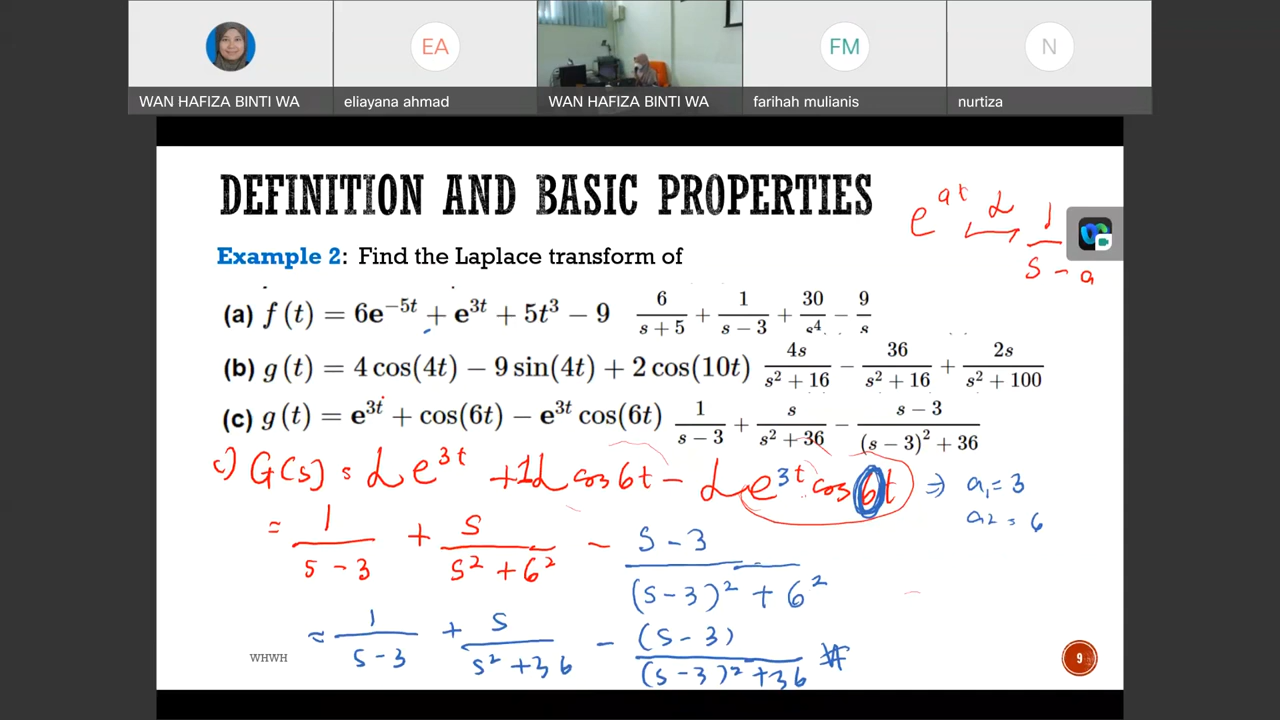 EA
FM
N
WAN HAFIZA BINTI WA
eliayana ahmad
WAN HAFIZA BINTI WA
farihah mulianis
nurtiza
DEFINITION AND BASIC PROPERTIES
e^{at} ℒ ↔ 1/(s - a)
Example 2: Find the Laplace transform of
(a) f(t) = 6e^{-5t} + e^{3t} + 5t^3 - 9   6/(s + 5) + 1/(s - 3) + 30/s^4 - 9/s
(b) g(t) = 4 cos(4t) - 9 sin(4t) + 2 cos(10t)   4s/(s^2 + 16) - 36/(s^2 + 16) + 2s/(s^2 + 100)
(c) g(t) = e^{3t} + cos(6t) - e^{3t} cos(6t)   1/(s - 3) + s/(s^2 + 36) - (s - 3)/((s - 3)^2 + 36)
c) G(s) = ℒe^{3t} + 1ℒ cos 6t - ℒe^{3t} cos 6t ⇒ a1 = 3
a2 = 6
= 1/(s - 3) + s/(s^2 + 6^2) - (s - 3)/((s - 3)^2 + 6^2)
= 1/(s - 3) + s/(s^2 + 36) - (s - 3)/((s - 3)^2 + 36) #
WHWH
9